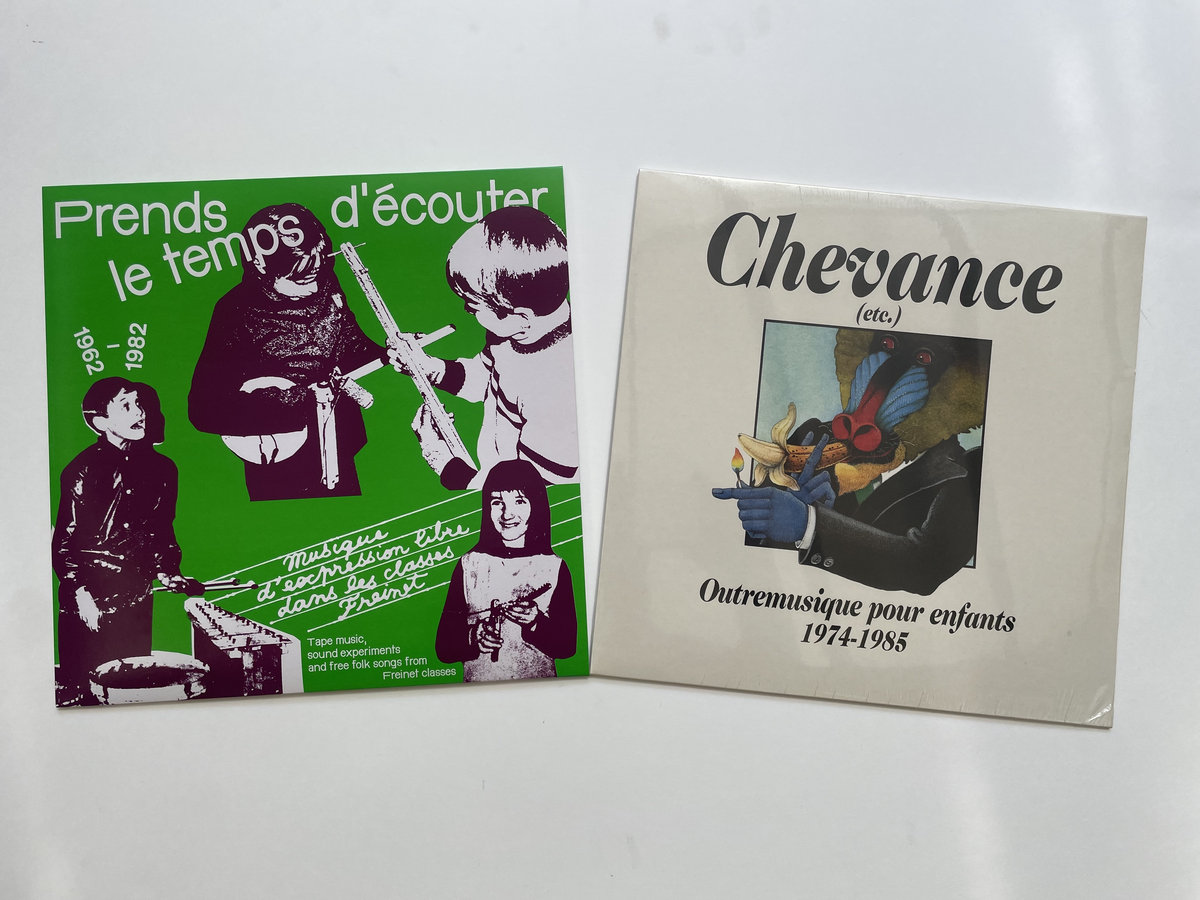 Prends d'écouter
le temps
1962
–
1982
Musique
d'expression libre
dans les classes
Freinet
Tape music,
sound experiments
and free folk songs from
Freinet classes
Chevance
(etc.)
Outremusique pour enfants
1974-1985